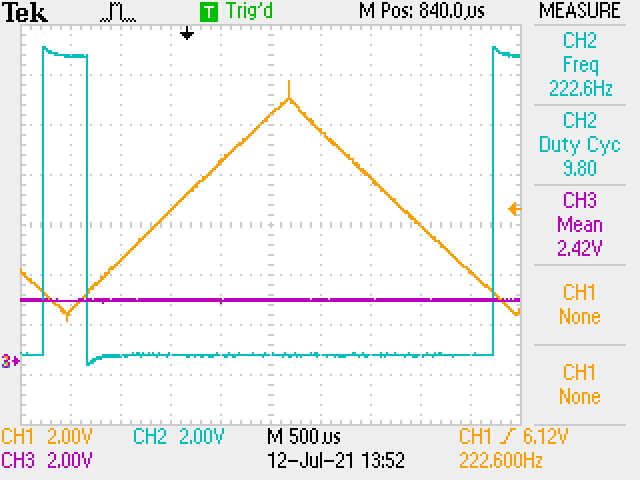 Tek T Trig'd M Pos: 840.0µs MEASURE
CH2
Freq
222.6Hz
CH2
Duty Cyc
9.80
CH3
Mean
2.42V
CH1
None
CH1
None
3
CH1 2.00V CH2 2.00V M 500µs CH1 / 6.12V
CH3 2.00V 12-Jul-21 13:52 222.600Hz